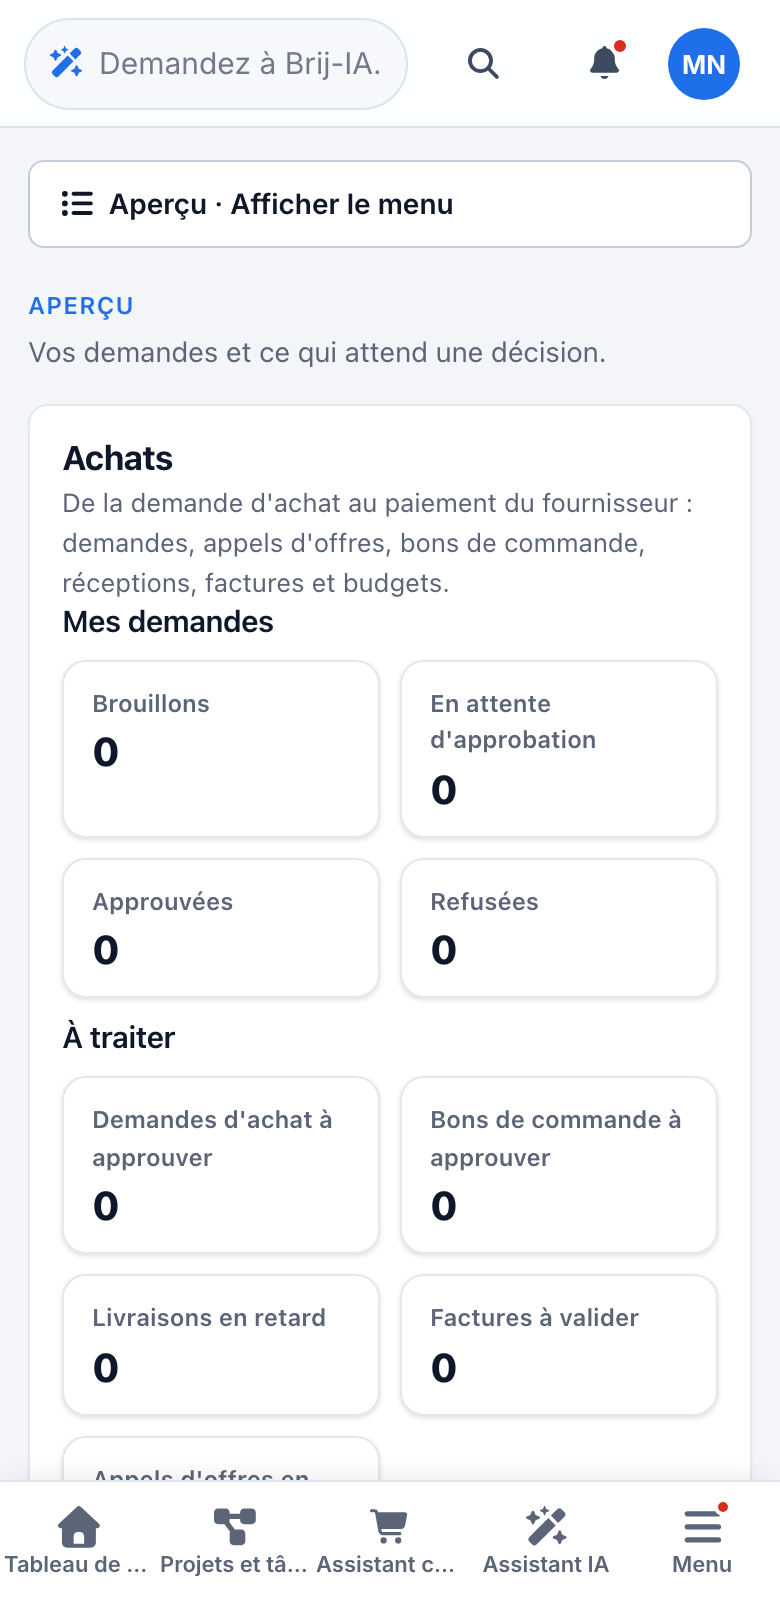 Demandez à Brij-IA.
MN
Aperçu · Afficher le menu
APERÇU
Vos demandes et ce qui attend une décision.
Achats
De la demande d'achat au paiement du fournisseur :
demandes, appels d'offres, bons de commande,
réceptions, factures et budgets.
Mes demandes
Brouillons
0
En attente
d'approbation
0
Approuvées
0
Refusées
0
À traiter
Demandes d'achat à
approuver
0
Bons de commande à
approuver
0
Livraisons en retard
0
Factures à valider
0
Appels d'offres en
Tableau de ...
Projets et tâ...
Assistant c...
Assistant IA
Menu